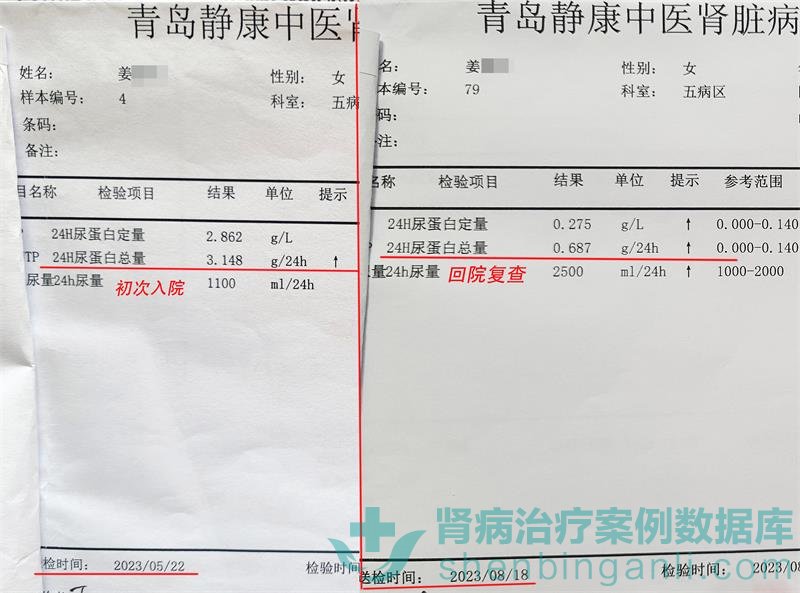 青岛静康中医
姓名： 姜
性别： 女
样本编号： 4
科室： 五病
条码：
备注：
目名称 检验项目 结果 单位 提示
24H尿蛋白定量 2.862 g/L
TP 24H尿蛋白总量 3.148 g/24h ↑
尿量24h尿量 1100 ml/24h
初次入院
检时间： 2023/05/22
检验时间
青岛静康中医肾脏病
名： 姜
性别： 女
本编号： 79
科室： 五病区
码：
注：
名称 检验项目 结果 单位 提示 参考范围
24H尿蛋白定量 0.275 g/L ↑ 0.000-0.140
24H尿蛋白总量 0.687 g/24h ↑ 0.000-0.140
尿量24h尿量 2500 ml/24h ↑ 1000-2000
回院复查
送检时间： 2023/08/18
检验时间： 2023/08
肾病治疗案例数据库
shenbinganli.com